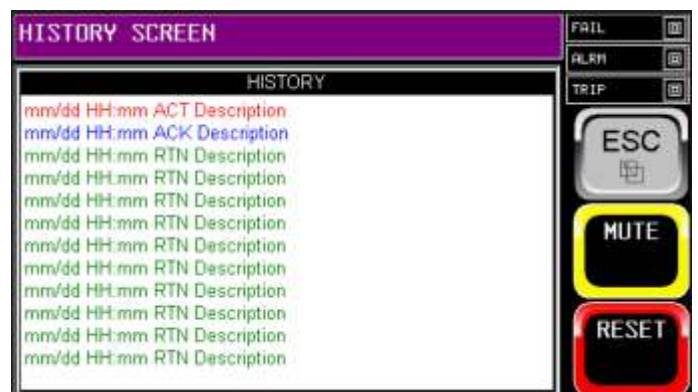 HISTORY SCREEN
HISTORY
mm/dd HH:mm ACT Description
mm/dd HH:mm ACK Description
mm/dd HH:mm RTN Description
mm/dd HH:mm RTN Description
mm/dd HH:mm RTN Description
mm/dd HH:mm RTN Description
mm/dd HH:mm RTN Description
mm/dd HH:mm RTN Description
mm/dd HH:mm RTN Description
mm/dd HH:mm RTN Description
mm/dd HH:mm RTN Description
mm/dd HH:mm RTN Description
FAIL
ALRM
TRIP
ESC
MUTE
RESET